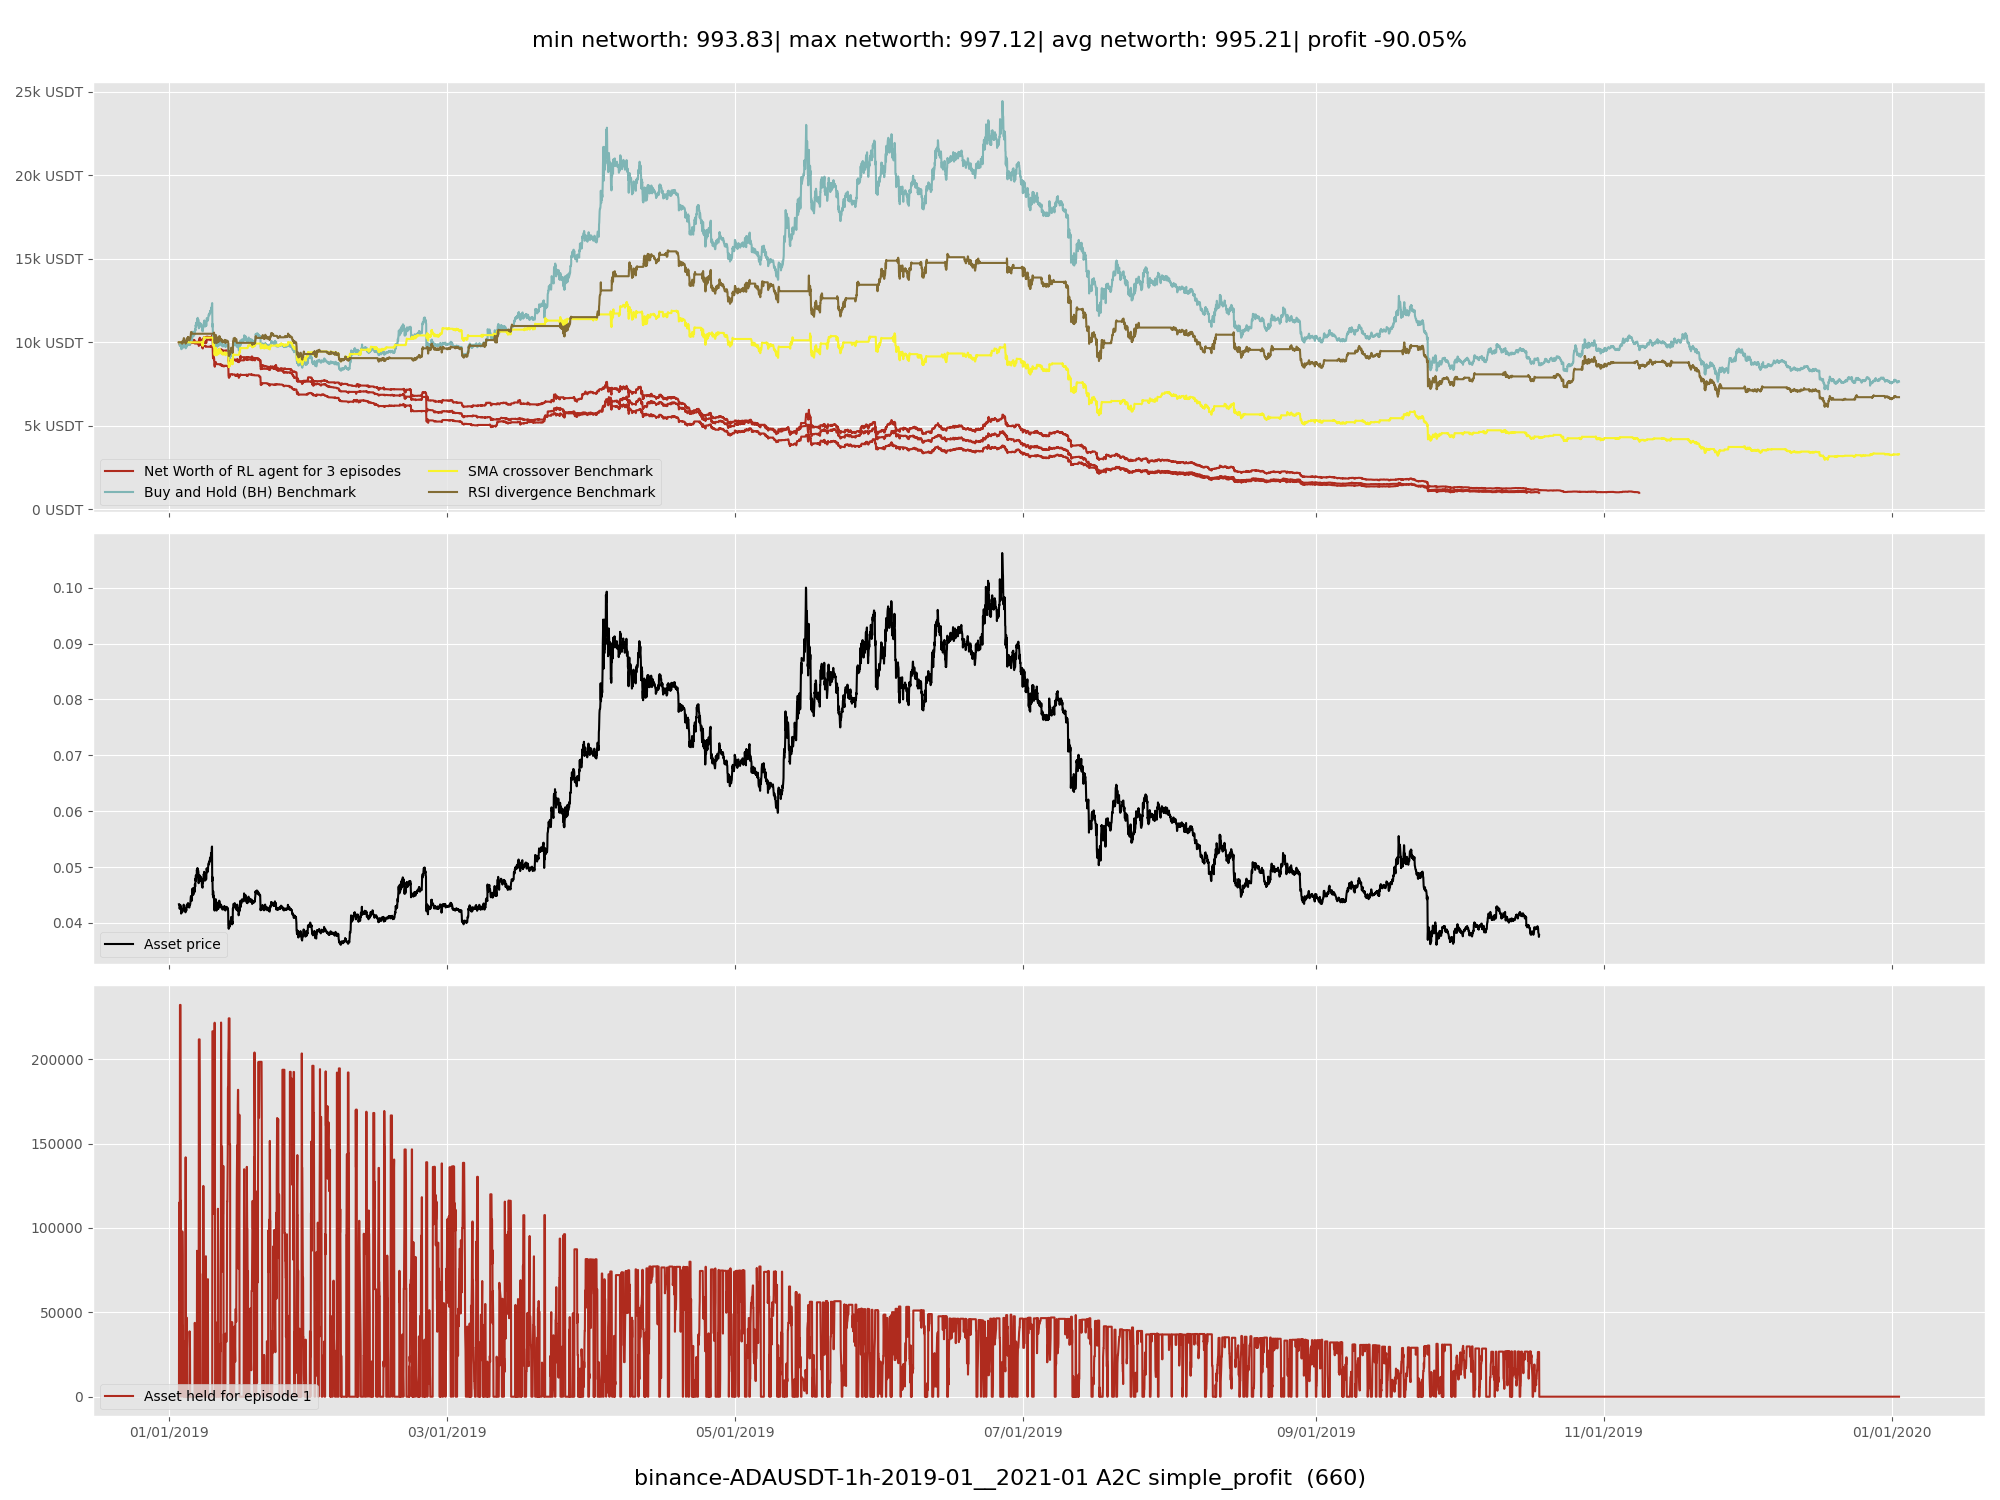 min networth: 993.83| max networth: 997.12| avg networth: 995.21| profit -90.05%
25k USDT
20k USDT
15k USDT
10k USDT
5k USDT
0 USDT
Net Worth of RL agent for 3 episodes
Buy and Hold (BH) Benchmark
SMA crossover Benchmark
RSI divergence Benchmark
0.10
0.09
0.08
0.07
0.06
0.05
0.04
Asset price
200000
150000
100000
50000
0
Asset held for episode 1
01/01/2019 03/01/2019 05/01/2019 07/01/2019 09/01/2019 11/01/2019 01/01/2020
binance-ADAUSDT-1h-2019-01__2021-01 A2C simple_profit (660)